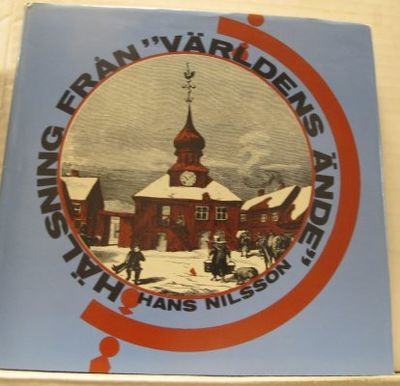 HÄLSNING FRÅN "VÄRLDENS ÄNDE"
HANS NILSSON